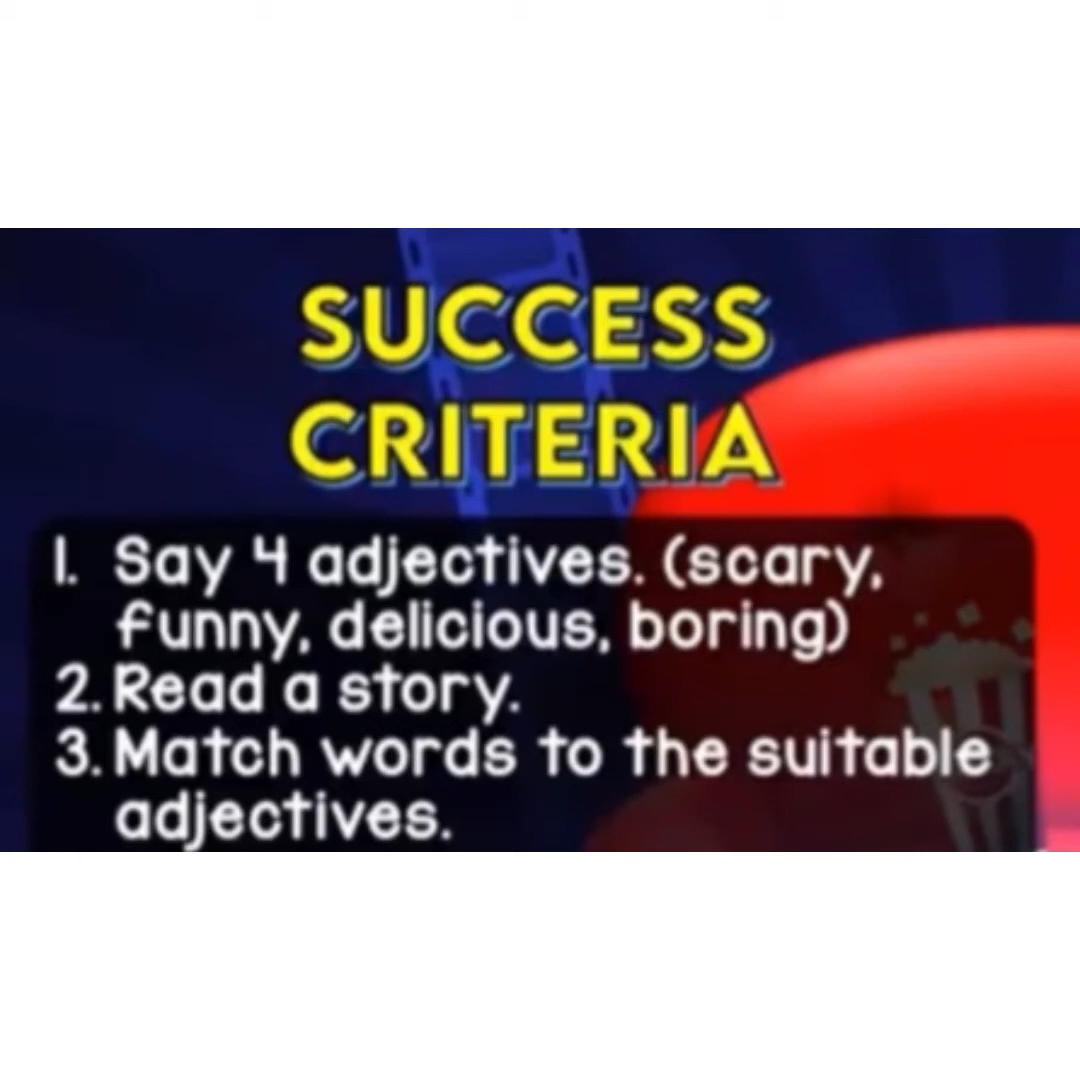 SUCCESS
CRITERIA
1. Say 4 adjectives. (scary,
funny, delicious, boring)
2. Read a story.
3. Match words to the suitable
adjectives.